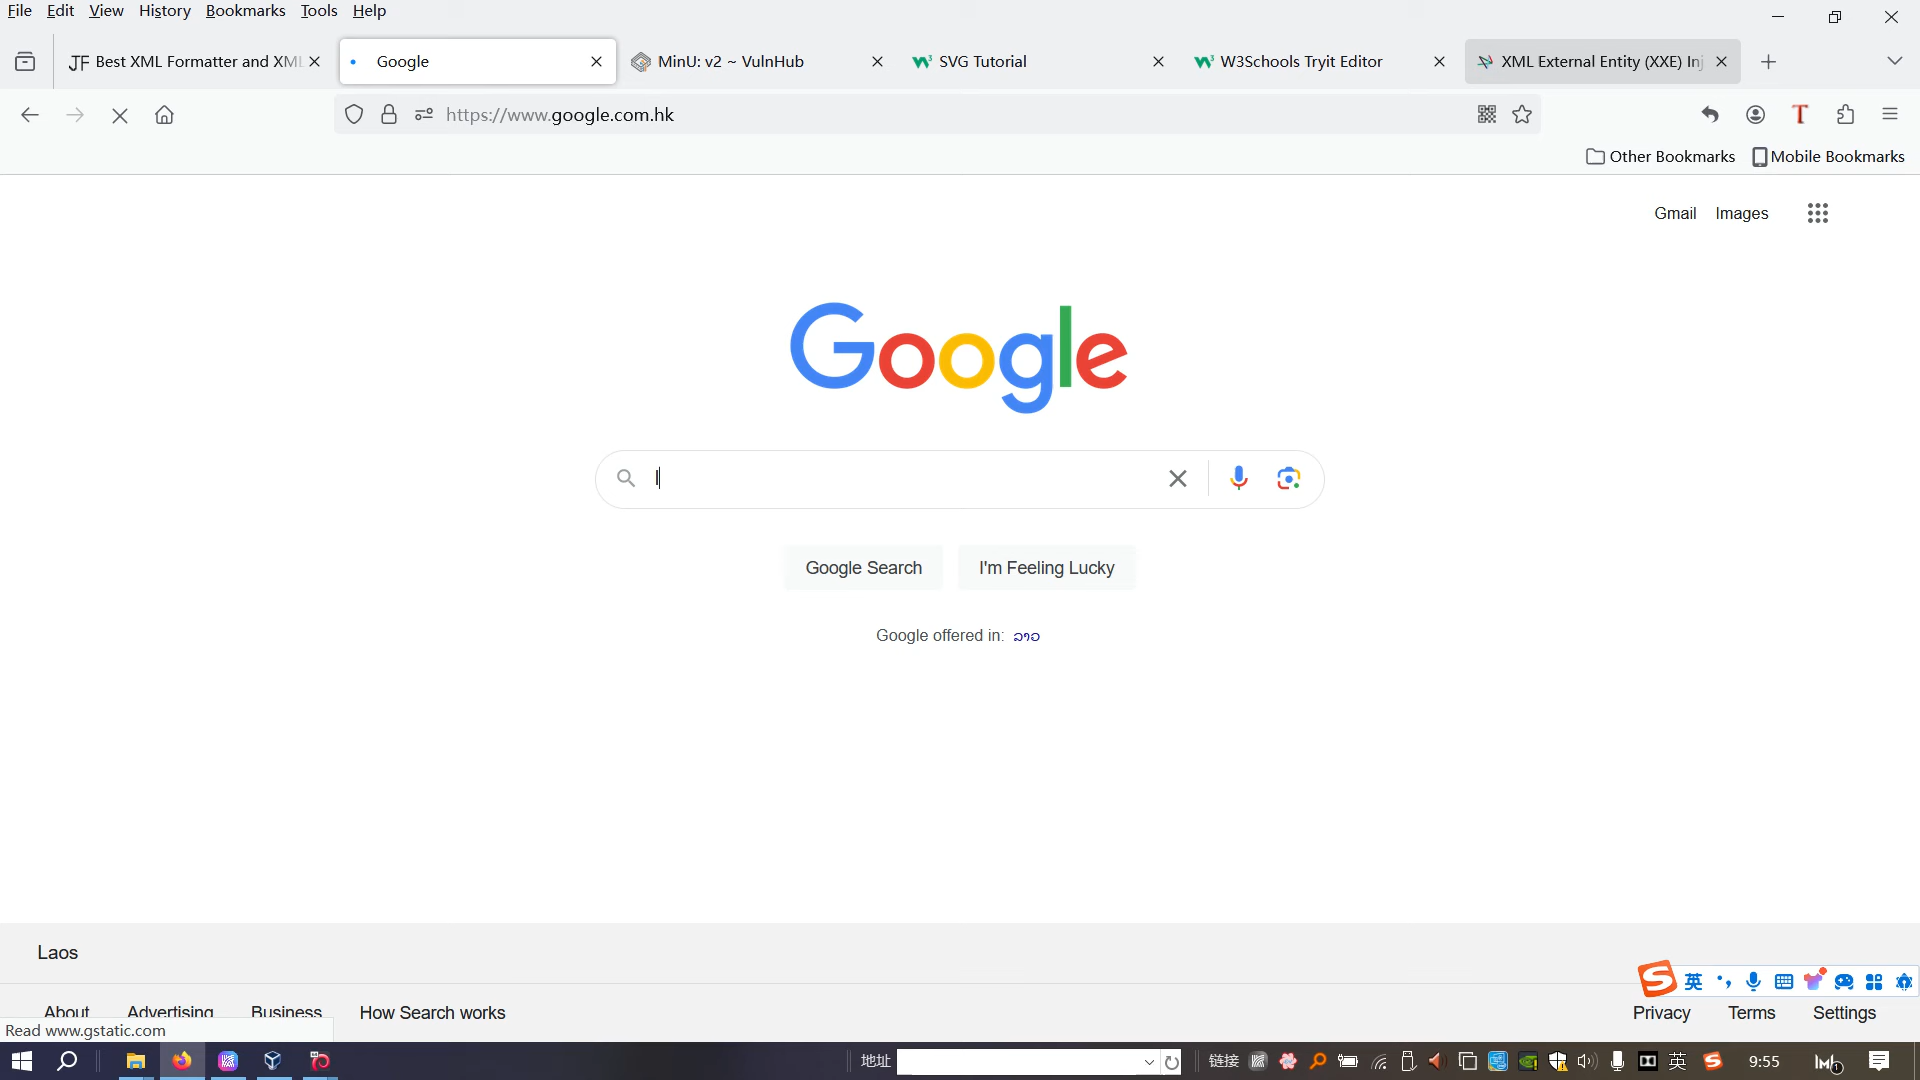 File Edit View History Bookmarks Tools Help
Best XML Formatter and XML
Google
MinU: v2 ~ VulnHub
SVG Tutorial
W3Schools Tryit Editor
XML External Entity (XXE) Inj
https://www.google.com.hk
Other Bookmarks
Mobile Bookmarks
Gmail Images
Google
l
Google Search
I'm Feeling Lucky
Google offered in: ລາວ
Laos
About Advertising Business How Search works
英
Privacy Terms Settings
Read www.gstatic.com
地址
链接
英
9:55